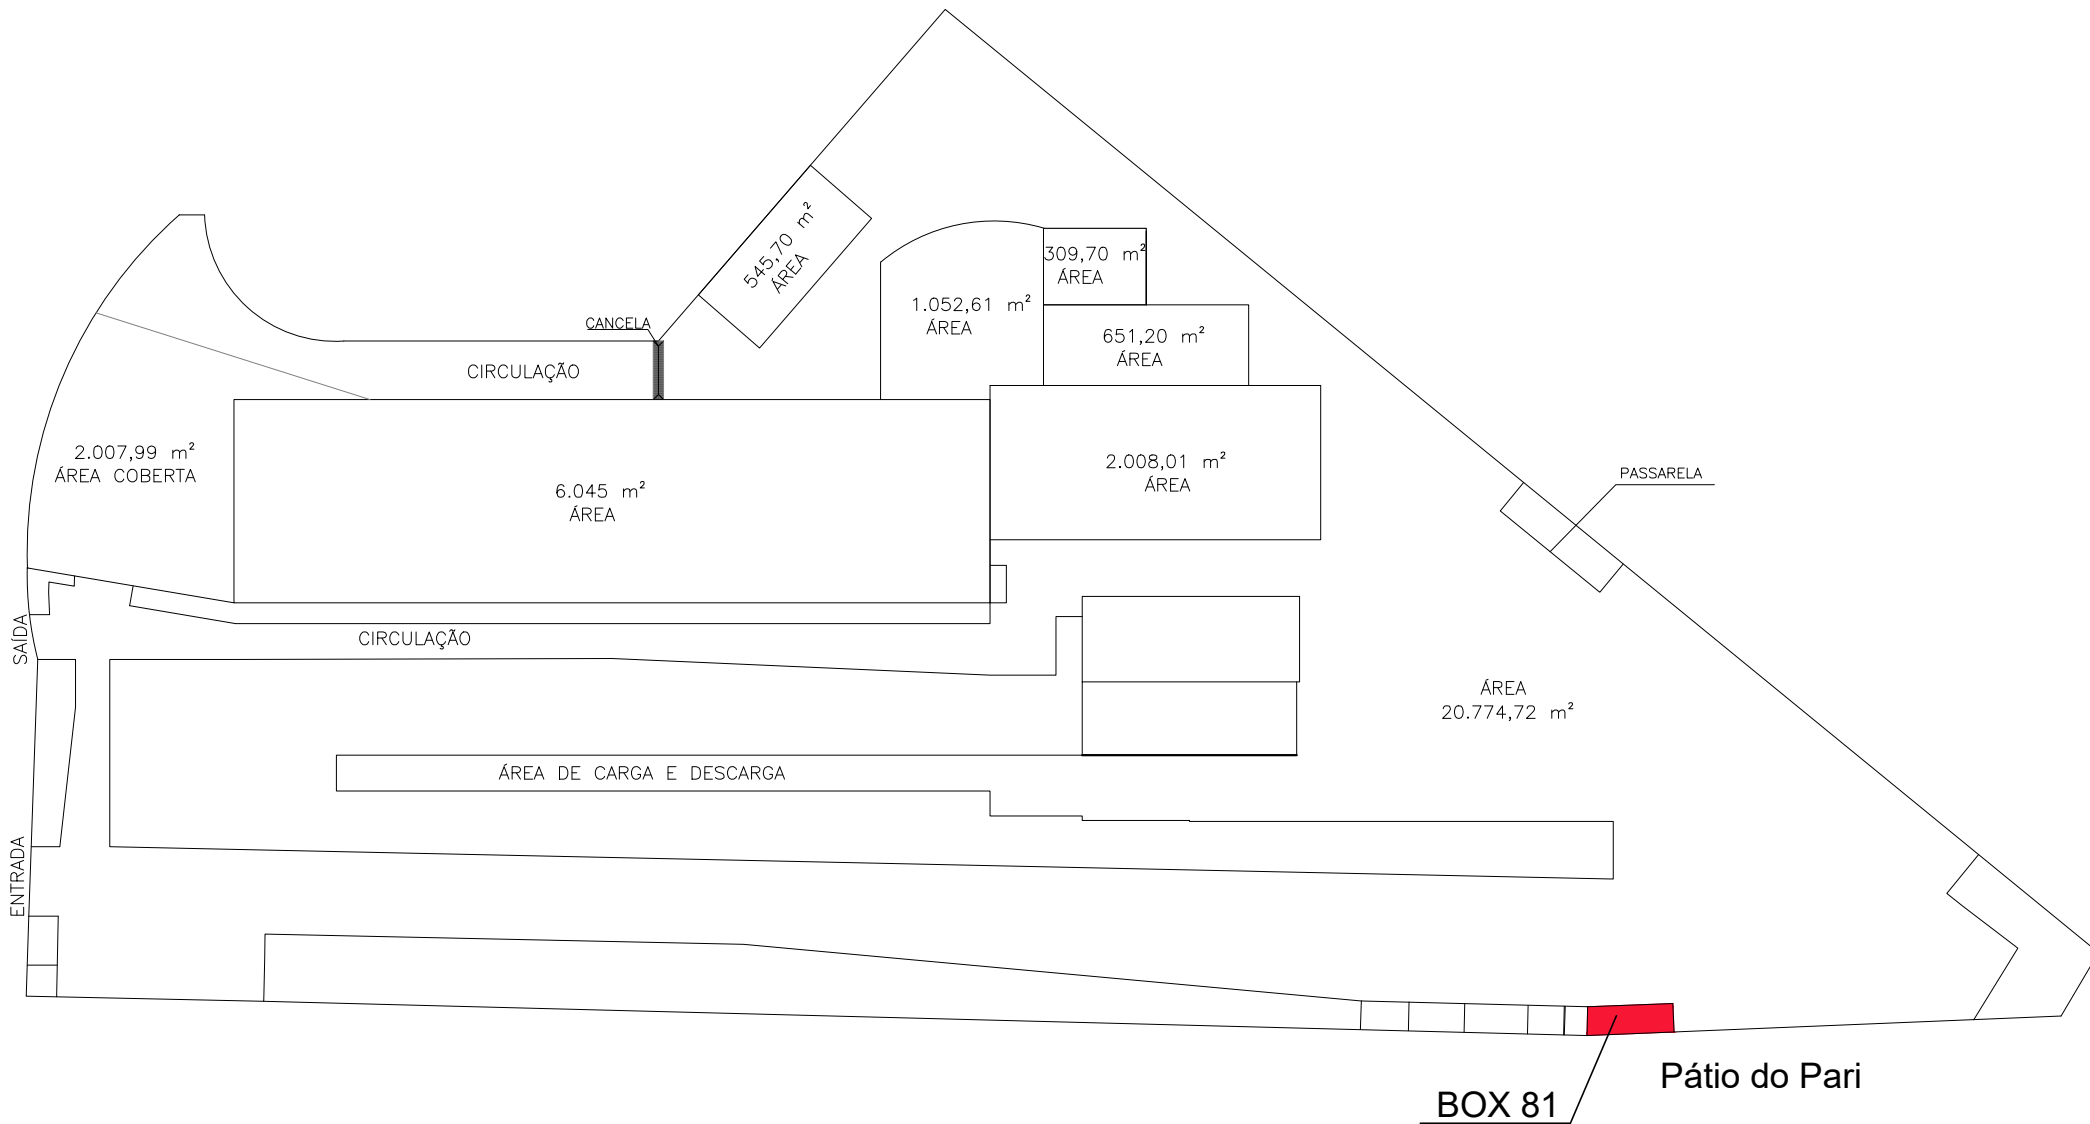 545,70 m²
ÁREA
309,70 m²
ÁREA
1.052,61 m²
ÁREA
CANCELA
651,20 m²
ÁREA
CIRCULAÇÃO
2.007,99 m²
ÁREA COBERTA
2.008,01 m²
ÁREA
PASSARELA
6.045 m²
ÁREA
SAÍDA
CIRCULAÇÃO
ÁREA
20.774,72 m²
ÁREA DE CARGA E DESCARGA
ENTRADA
Pátio do Pari
BOX 81